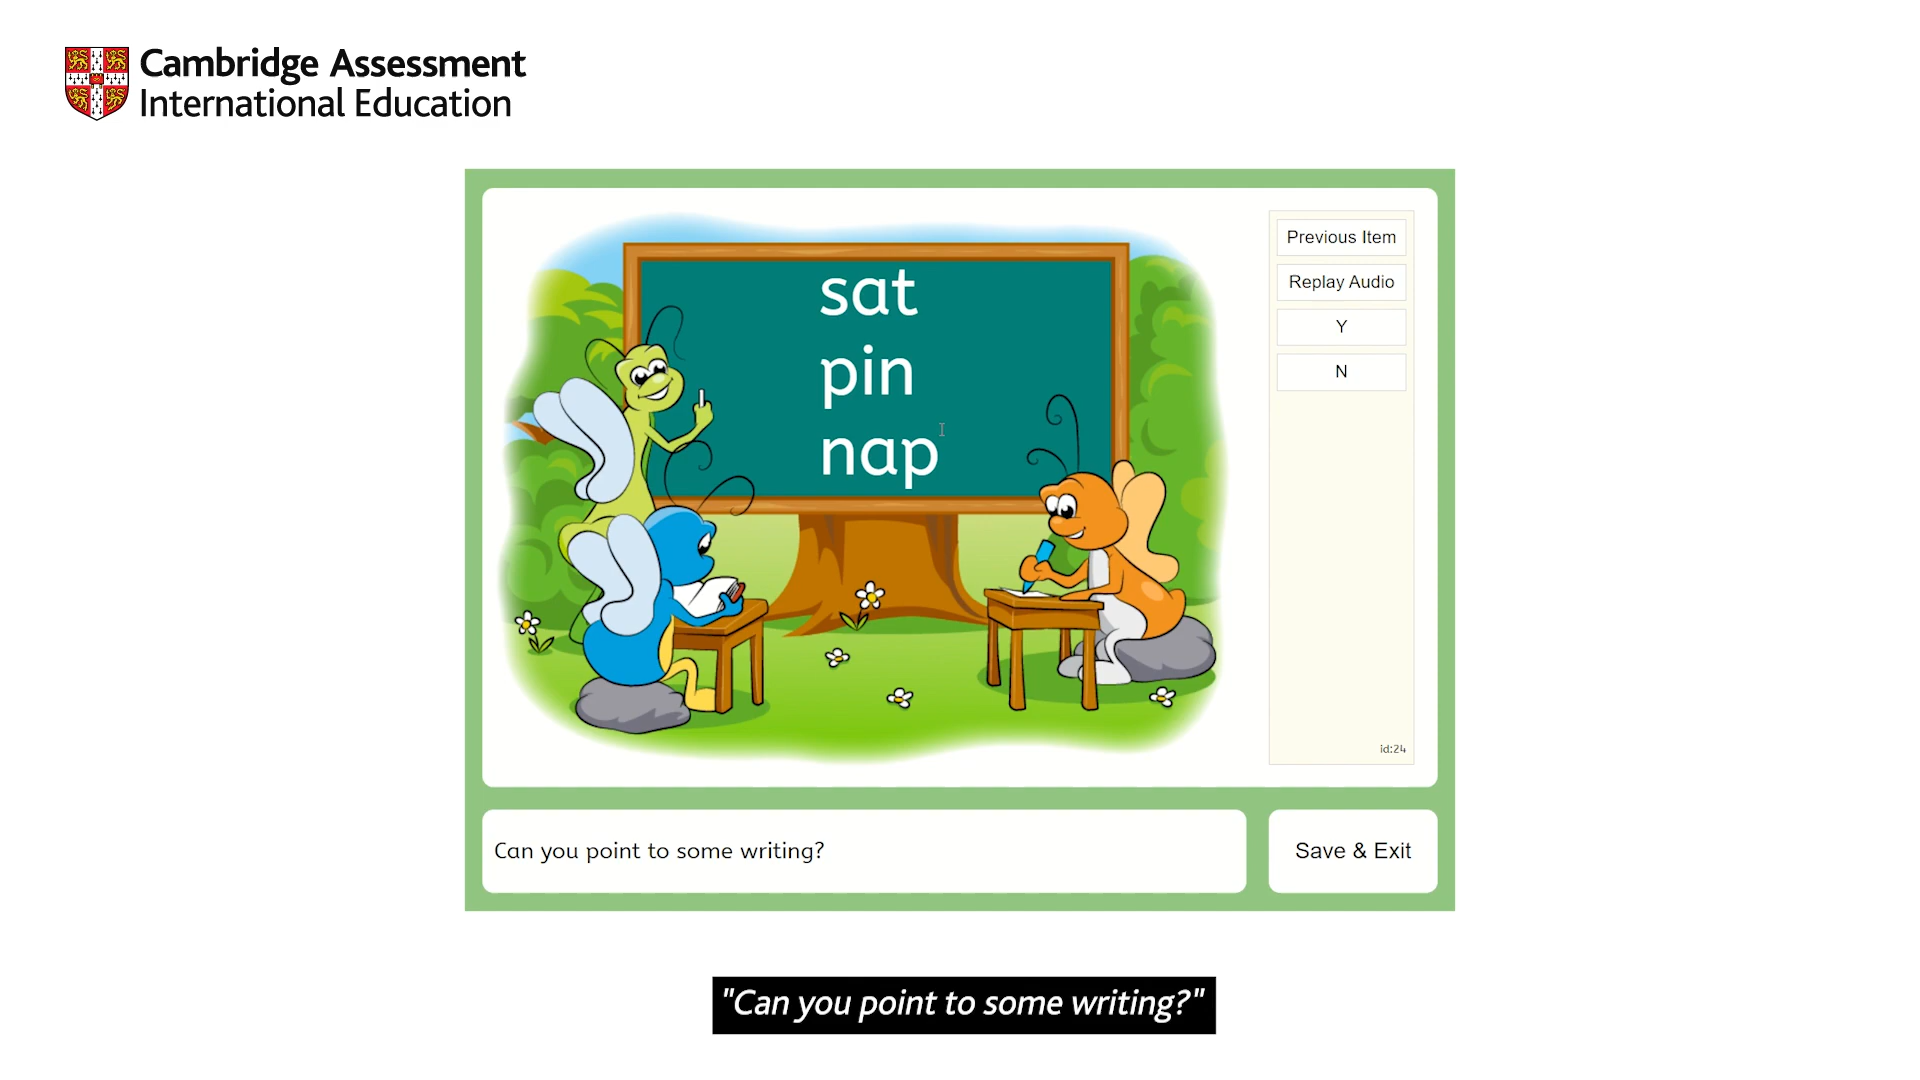 Cambridge Assessment
International Education
sat
pin
nap
Previous Item
Replay Audio
Y
N
id:24
Can you point to some writing?
Save & Exit
"Can you point to some writing?"